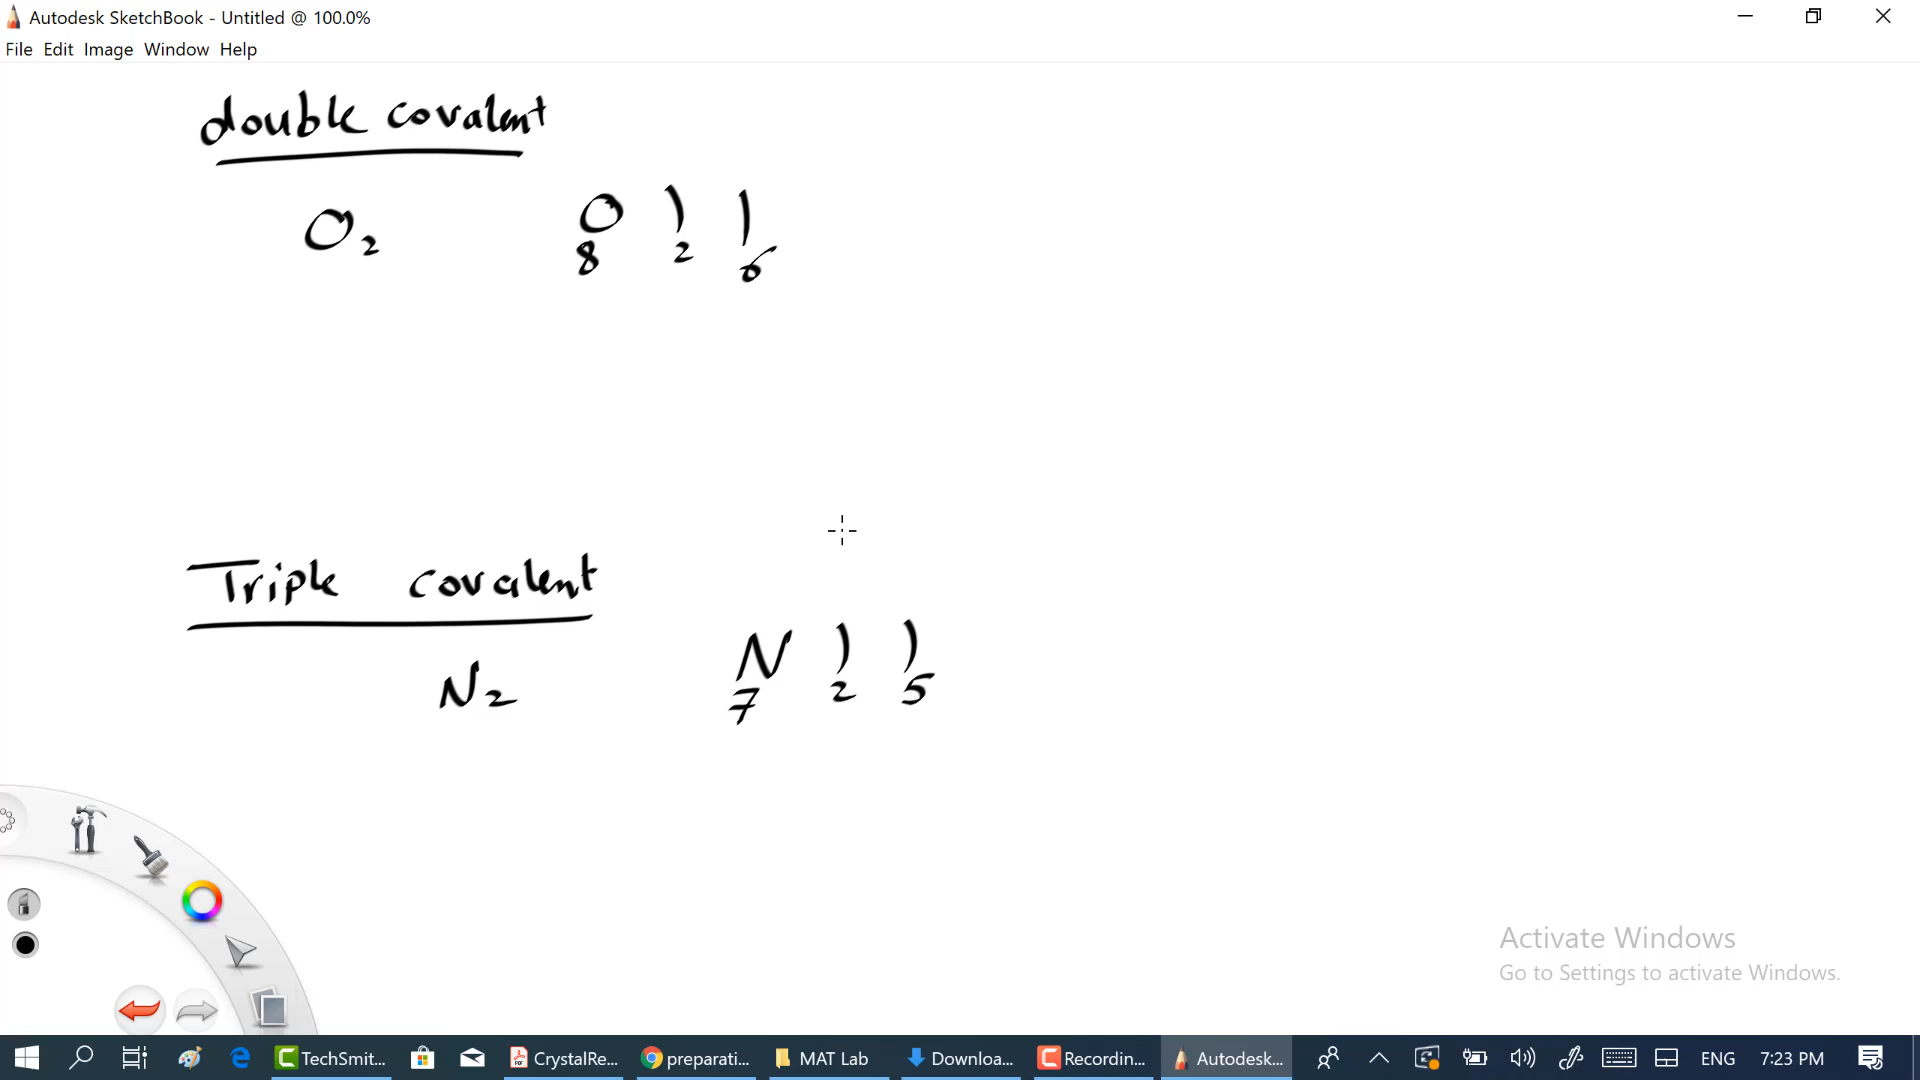 Autodesk SketchBook - Untitled @ 100.0%
File Edit Image Window Help
double covalent
O₂ O ) )
8 2 6
Triple covalent
N₂ N ) )
7 2 5
Activate Windows
Go to Settings to activate Windows.
TechSmit... CrystalRe... preparati... MAT Lab Downloa... Recordin... Autodesk... ENG 7:23 PM